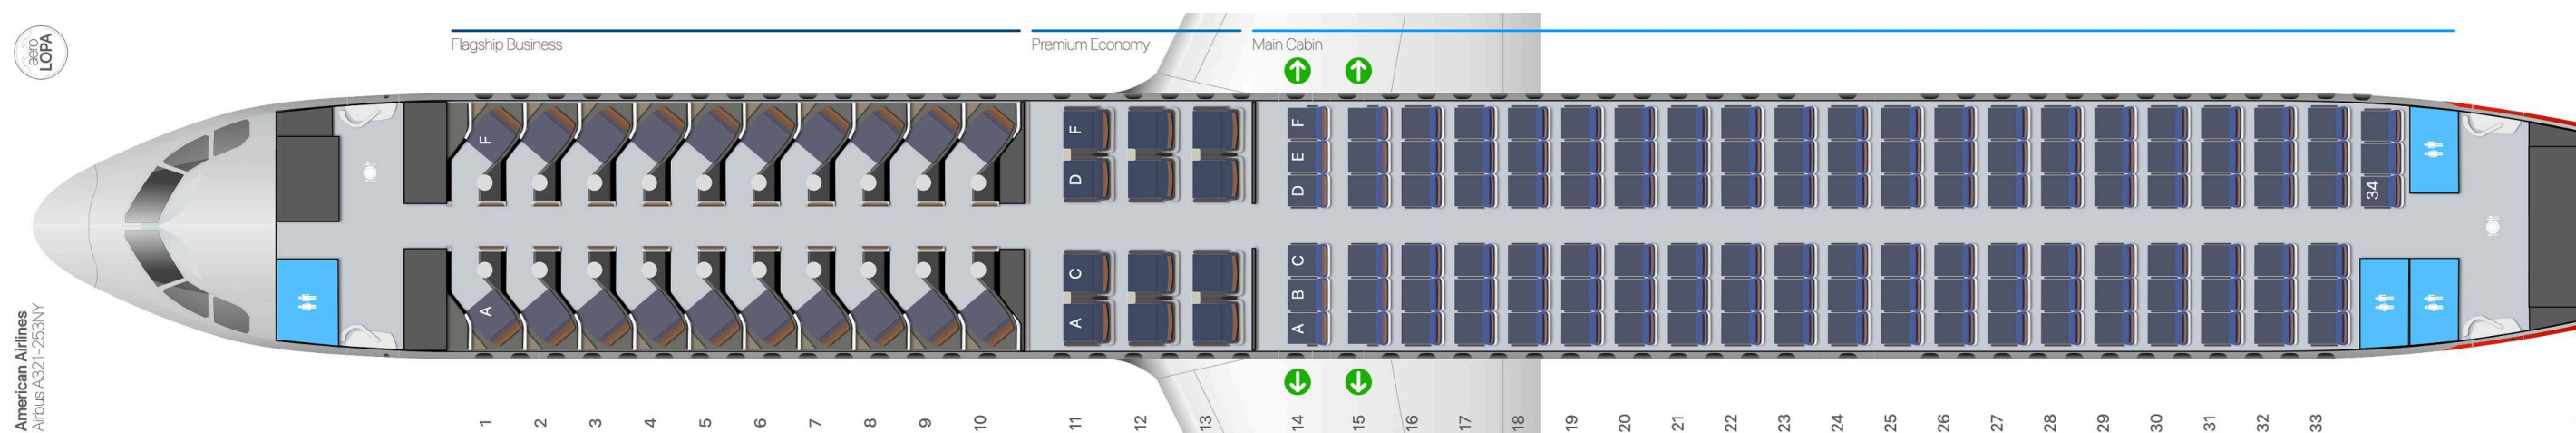 aero
LOPA
Flagship Business
Premium Economy
Main Cabin
F
F
D
F
E
D
34
C
A
C
B
A
A
American Airlines
Airbus A321-253NY
1 2 3 4 5 6 7 8 9 10 11 12 13 14 15 16 17 18 19 20 21 22 23 24 25 26 27 28 29 30 31 32 33